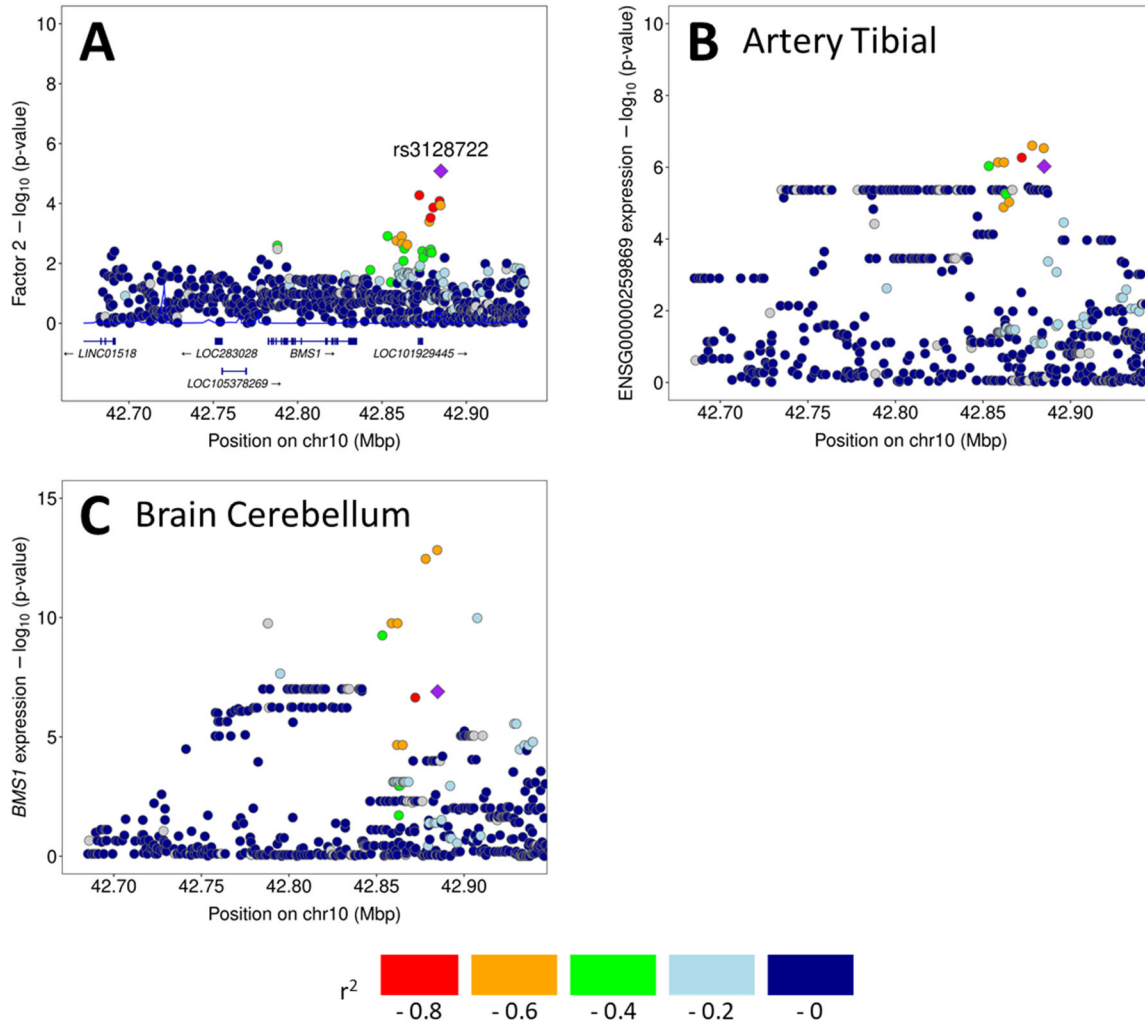 A
10
8
6
4
2
0
Factor 2 − log10 (p-value)
rs3128722
← LINC01518
← LOC283028
BMS1→
LOC101929445 →
LOC105378269 →
42.70 42.75 42.80 42.85 42.90
Position on chr10 (Mbp)
B Artery Tibial
10
8
6
4
2
0
ENSG00000259869 expression − log10 (p-value)
42.70 42.75 42.80 42.85 42.90
Position on chr10 (Mbp)
C Brain Cerebellum
15
10
5
0
BMS1 expression − log10 (p-value)
42.70 42.75 42.80 42.85 42.90
Position on chr10 (Mbp)
r2
- 0.8 - 0.6 - 0.4 - 0.2 - 0